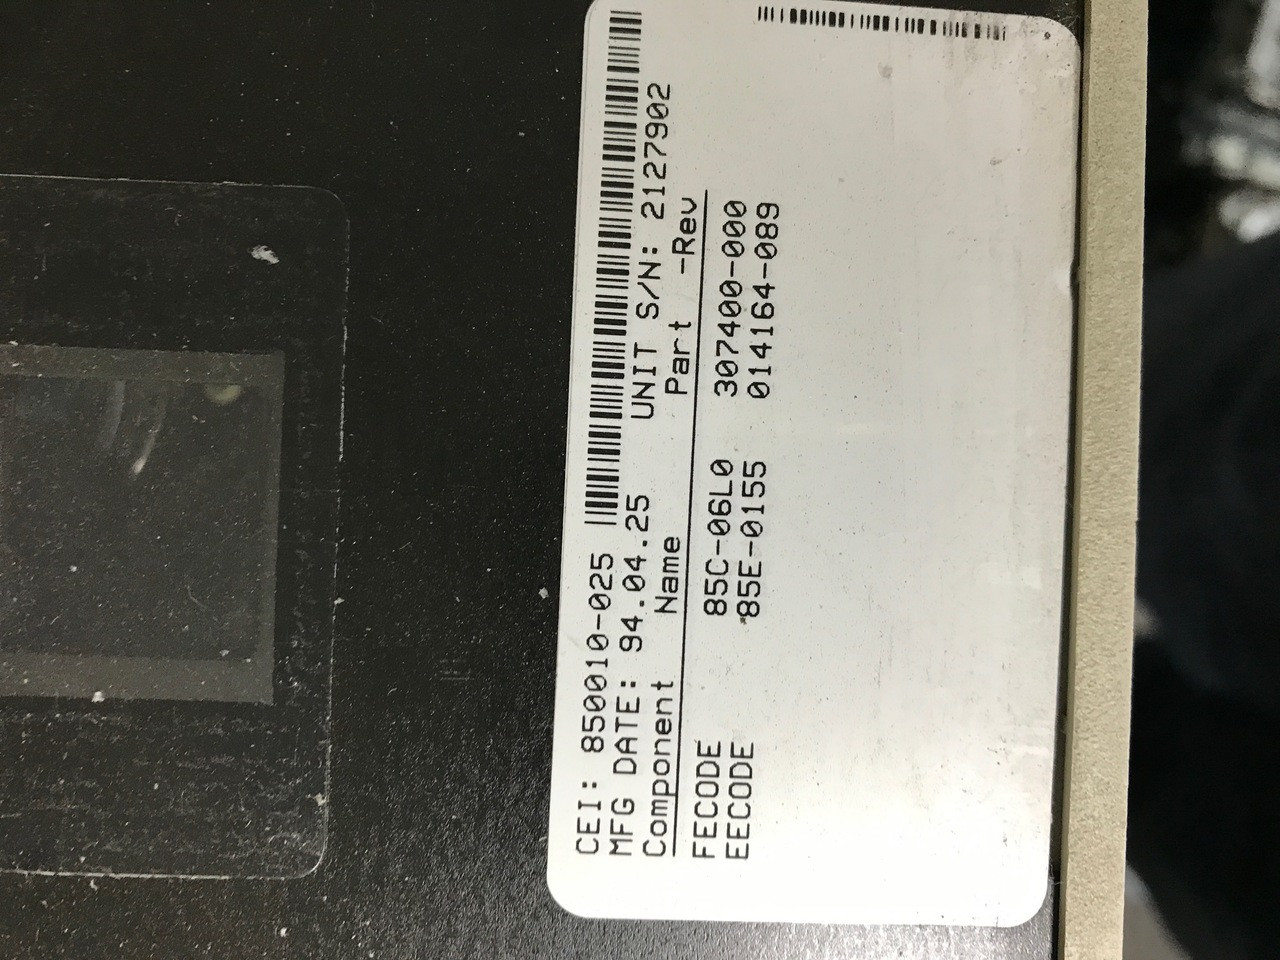 CEI: 850010-025
MFG DATE: 94.04.25 UNIT S/N: 2127902
Component Name Part -Rev
FECODE 85C-06L0 307400-000
EECODE 85E-0155 014164-089